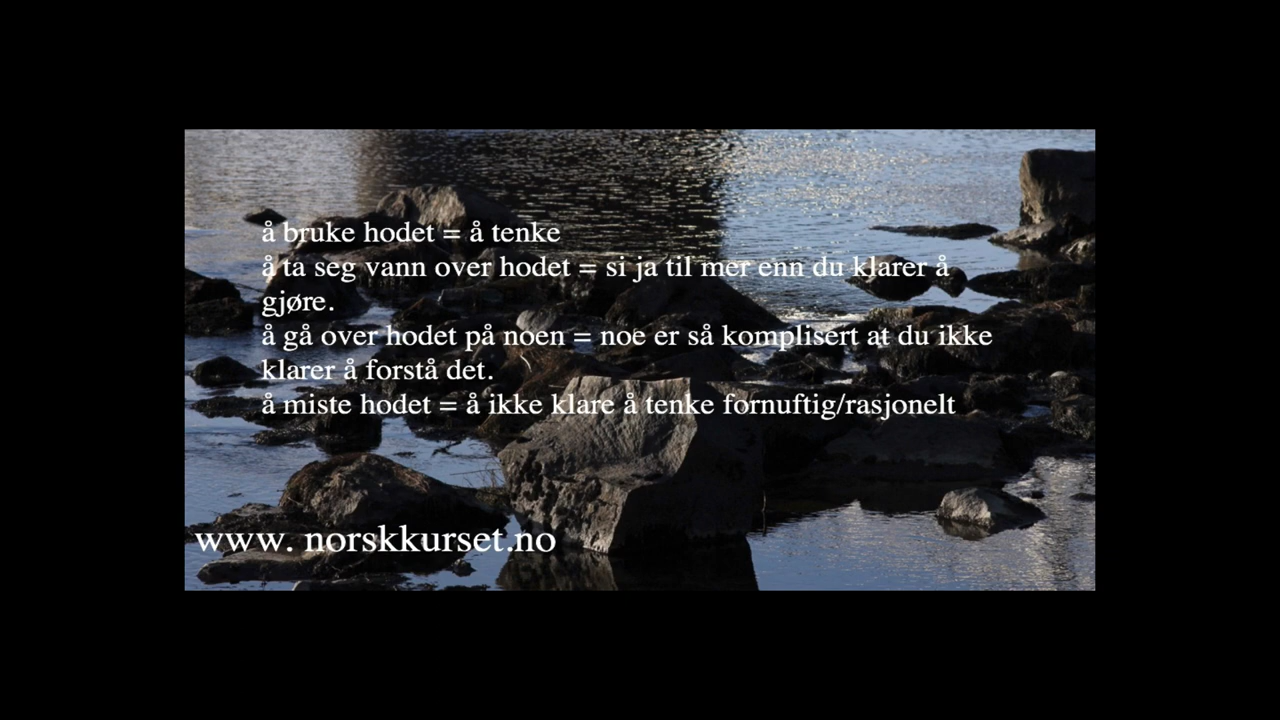 å bruke hodet = å tenke
å ta seg vann over hodet = si ja til mer enn du klarer å
gjøre.
å gå over hodet på noen = noe er så komplisert at du ikke
klarer å forstå det.
å miste hodet = å ikke klare å tenke fornuftig/rasjonelt
www. norskkurset.no